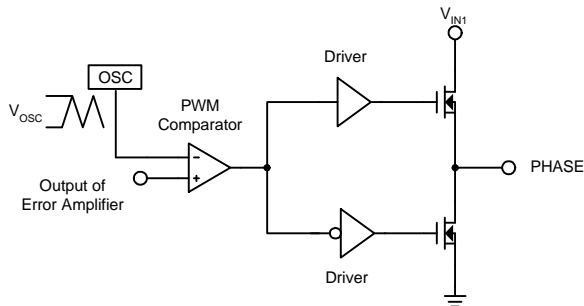 V_IN1
Driver
OSC
V_OSC
PWM
Comparator
-
+
Output of
Error Amplifier
PHASE
Driver